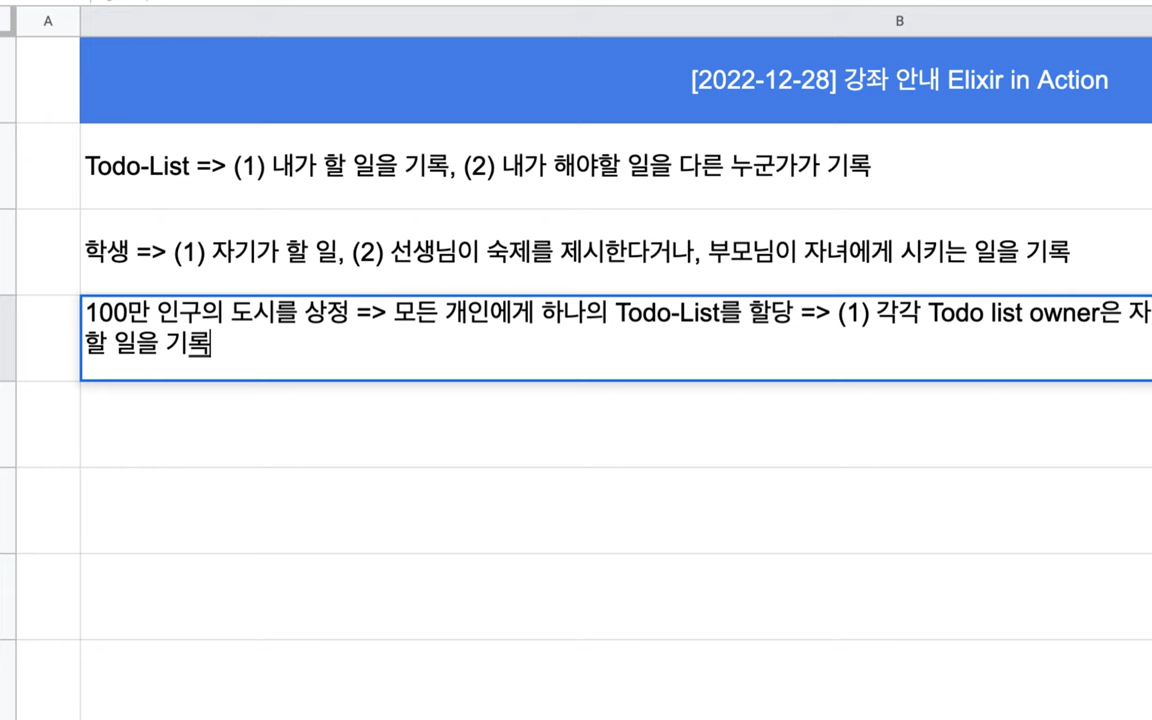 A
B
[2022-12-28] 강좌 안내 Elixir in Action
Todo-List => (1) 내가 할 일을 기록, (2) 내가 해야할 일을 다른 누군가가 기록
학생 => (1) 자기가 할 일, (2) 선생님이 숙제를 제시한다거나, 부모님이 자녀에게 시키는 일을 기록
100만 인구의 도시를 상정 => 모든 개인에게 하나의 Todo-List를 할당 => (1) 각각 Todo list owner은 자
할 일을 기록